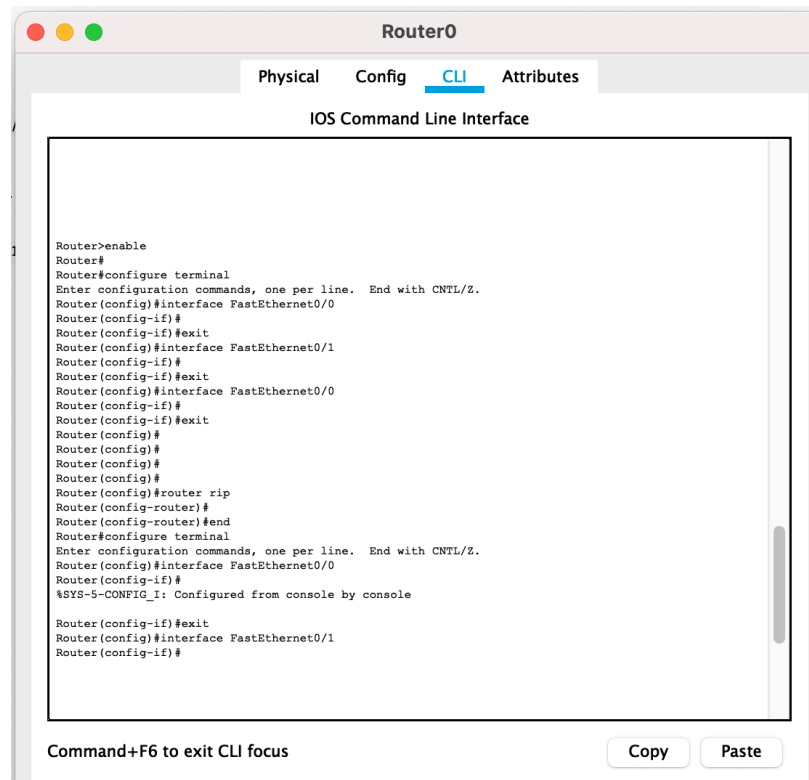 Router0
Physical Config CLI Attributes
IOS Command Line Interface
Router>enable
Router#
Router#configure terminal
Enter configuration commands, one per line.  End with CNTL/Z.
Router(config)#interface FastEthernet0/0
Router(config-if)#
Router(config-if)#exit
Router(config)#interface FastEthernet0/1
Router(config-if)#
Router(config-if)#exit
Router(config)#interface FastEthernet0/0
Router(config-if)#
Router(config-if)#exit
Router(config)#
Router(config)#
Router(config)#
Router(config)#
Router(config)#router rip
Router(config-router)#
Router(config-router)#end
Router#configure terminal
Enter configuration commands, one per line.  End with CNTL/Z.
Router(config)#interface FastEthernet0/0
Router(config-if)#
%SYS-5-CONFIG_I: Configured from console by console
Router(config-if)#exit
Router(config)#interface FastEthernet0/1
Router(config-if)#
Command+F6 to exit CLI focus
Copy Paste